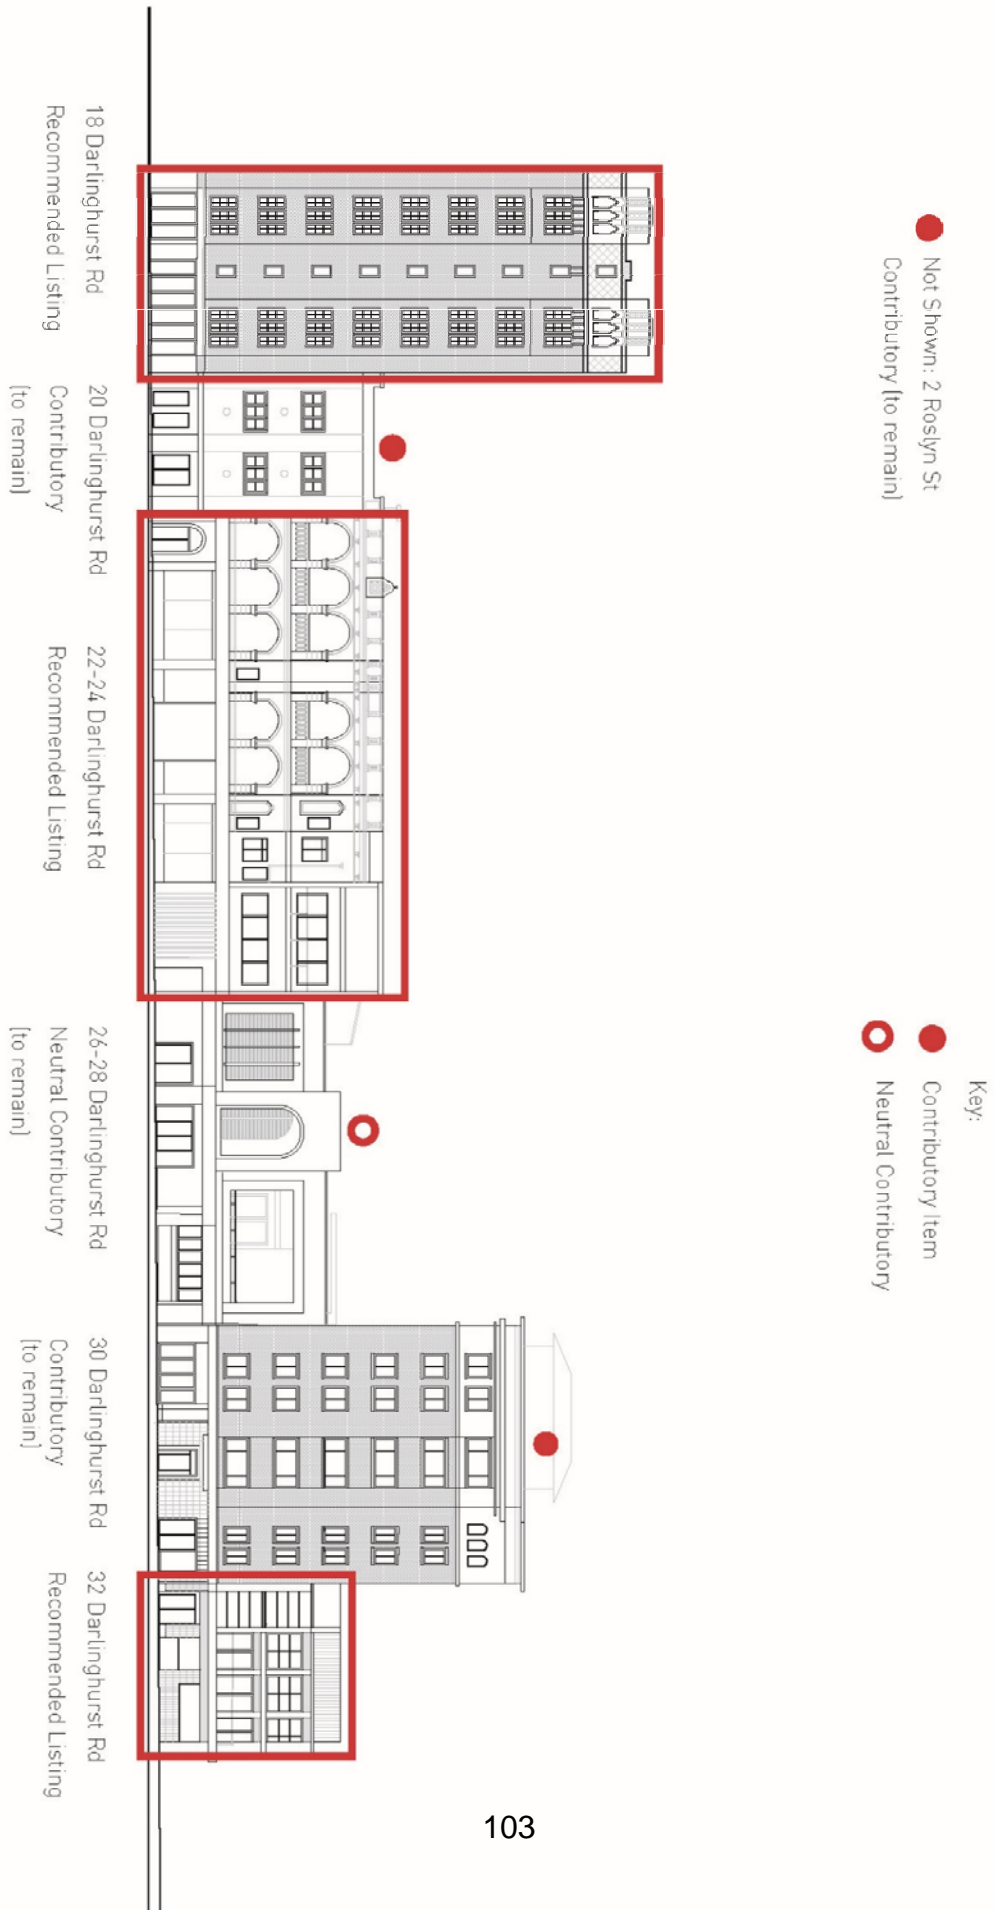 Not Shown: 2 Roslyn St
Contributory (to remain)
Key:
Contributory Item
Neutral Contributory
18 Darlinghurst Rd
Recommended Listing
20 Darlinghurst Rd
Contributory
(to remain)
22-24 Darlinghurst Rd
Recommended Listing
26-28 Darlinghurst Rd
Neutral Contributory
(to remain)
30 Darlinghurst Rd
Contributory
(to remain)
32 Darlinghurst Rd
Recommended Listing
103